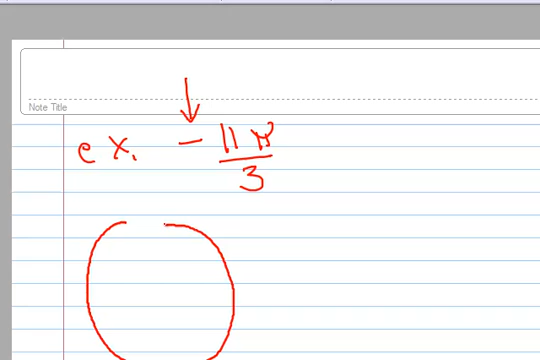 Note Title
ex. - 11π/3